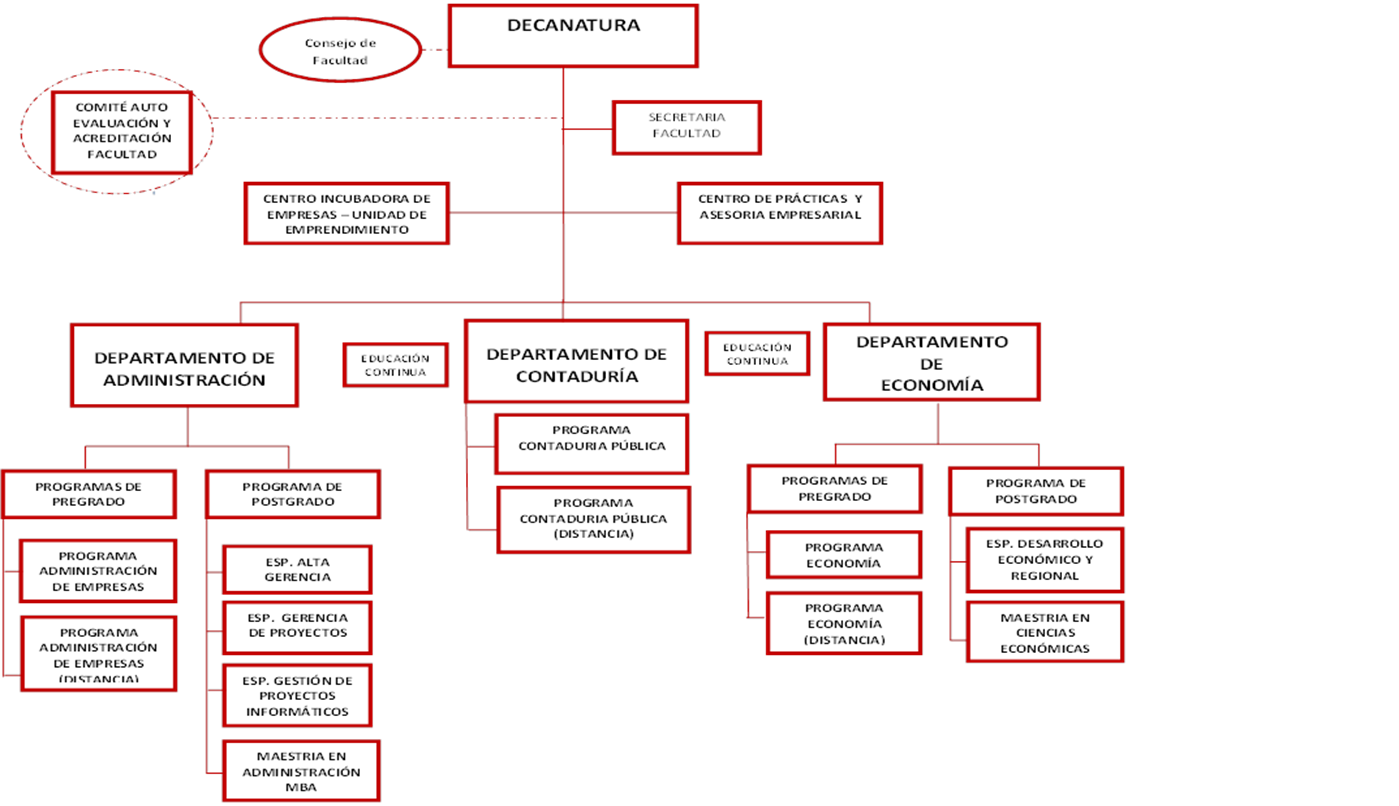 DECANATURA
Consejo de
Facultad
COMITÉ AUTO
EVALUACIÓN Y
ACREDITACIÓN
FACULTAD
SECRETARIA
FACULTAD
CENTRO INCUBADORA DE
EMPRESAS – UNIDAD DE
EMPRENDIMIENTO
CENTRO DE PRÁCTICAS Y
ASESORIA EMPRESARIAL
DEPARTAMENTO DE
ADMINISTRACIÓN
EDUCACIÓN
CONTINUA
DEPARTAMENTO DE
CONTADURÍA
EDUCACIÓN
CONTINUA
DEPARTAMENTO
DE
ECONOMÍA
PROGRAMAS DE
PREGRADO
PROGRAMA
ADMINISTRACIÓN
DE EMPRESAS
PROGRAMA
ADMINISTRACIÓN
DE EMPRESAS
(DISTANCIA)
PROGRAMA DE
POSTGRADO
ESP. ALTA
GERENCIA
ESP. GERENCIA
DE PROYECTOS
ESP. GESTIÓN DE
PROYECTOS
INFORMÁTICOS
MAESTRIA EN
ADMINISTRACIÓN
MBA
PROGRAMA
CONTADURIA PÚBLICA
PROGRAMA
CONTADURIA PÚBLICA
(DISTANCIA)
PROGRAMAS DE
PREGRADO
PROGRAMA
ECONOMÍA
PROGRAMA
ECONOMÍA
(DISTANCIA)
PROGRAMA DE
POSTGRADO
ESP. DESARROLLO
ECONÓMICO Y
REGIONAL
MAESTRIA EN
CIENCIAS
ECONÓMICAS